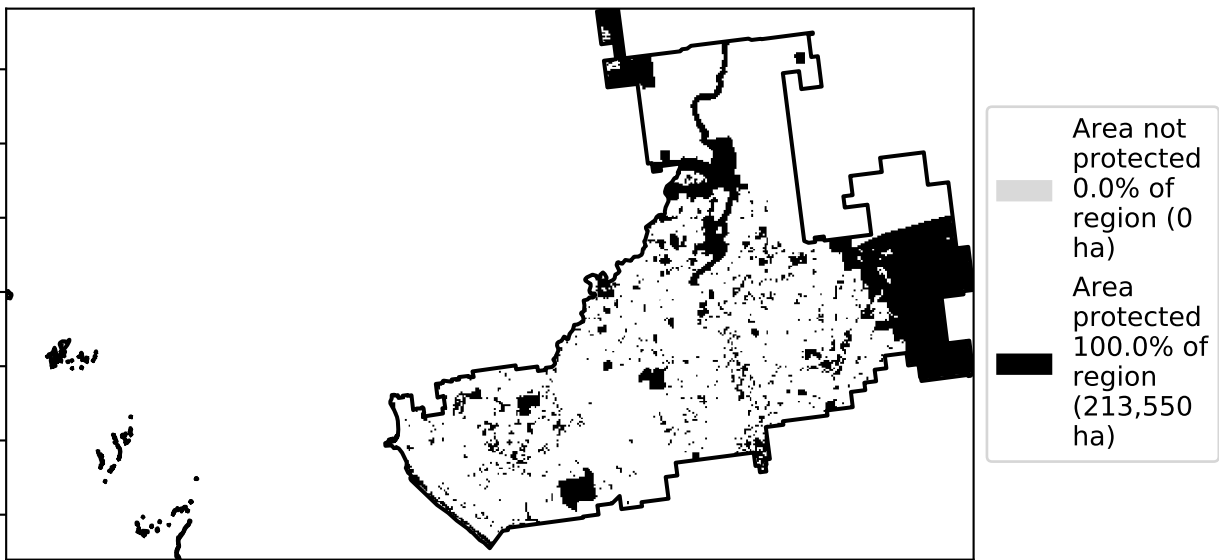 Area not
protected
0.0% of
region (0
ha)
Area
protected
100.0% of
region
(213,550
ha)